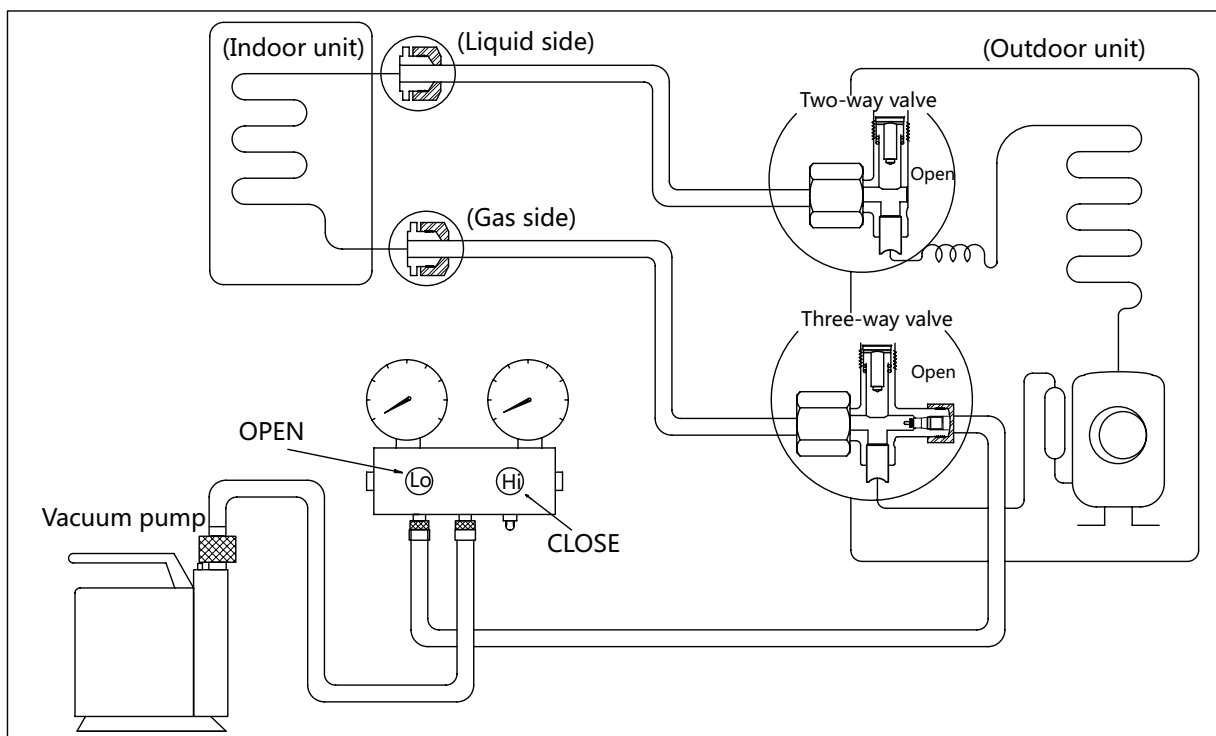 (Indoor unit)
(Liquid side)
(Outdoor unit)
Two-way valve
Open
(Gas side)
Three-way valve
Open
OPEN
Lo
Hi
CLOSE
Vacuum pump